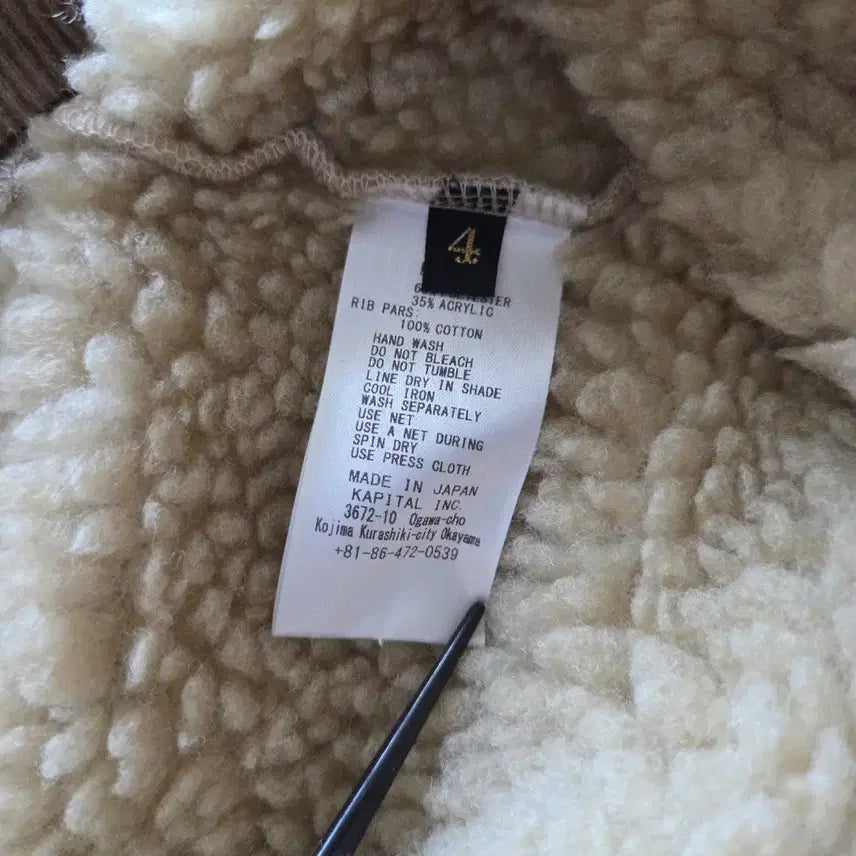 4
35% ACRYLIC
RIB PARS:
100% COTTON
HAND WASH
DO NOT BLEACH
DO NOT TUMBLE
LINE DRY IN SHADE
COOL IRON
WASH SEPARATELY
USE NET
USE A NET DURING
SPIN DRY
USE PRESS CLOTH
MADE IN JAPAN
KAPITAL INC.
3672-10 Ogawa-cho
Kojima Kurashiki-city Okayama
+81-86-472-0539